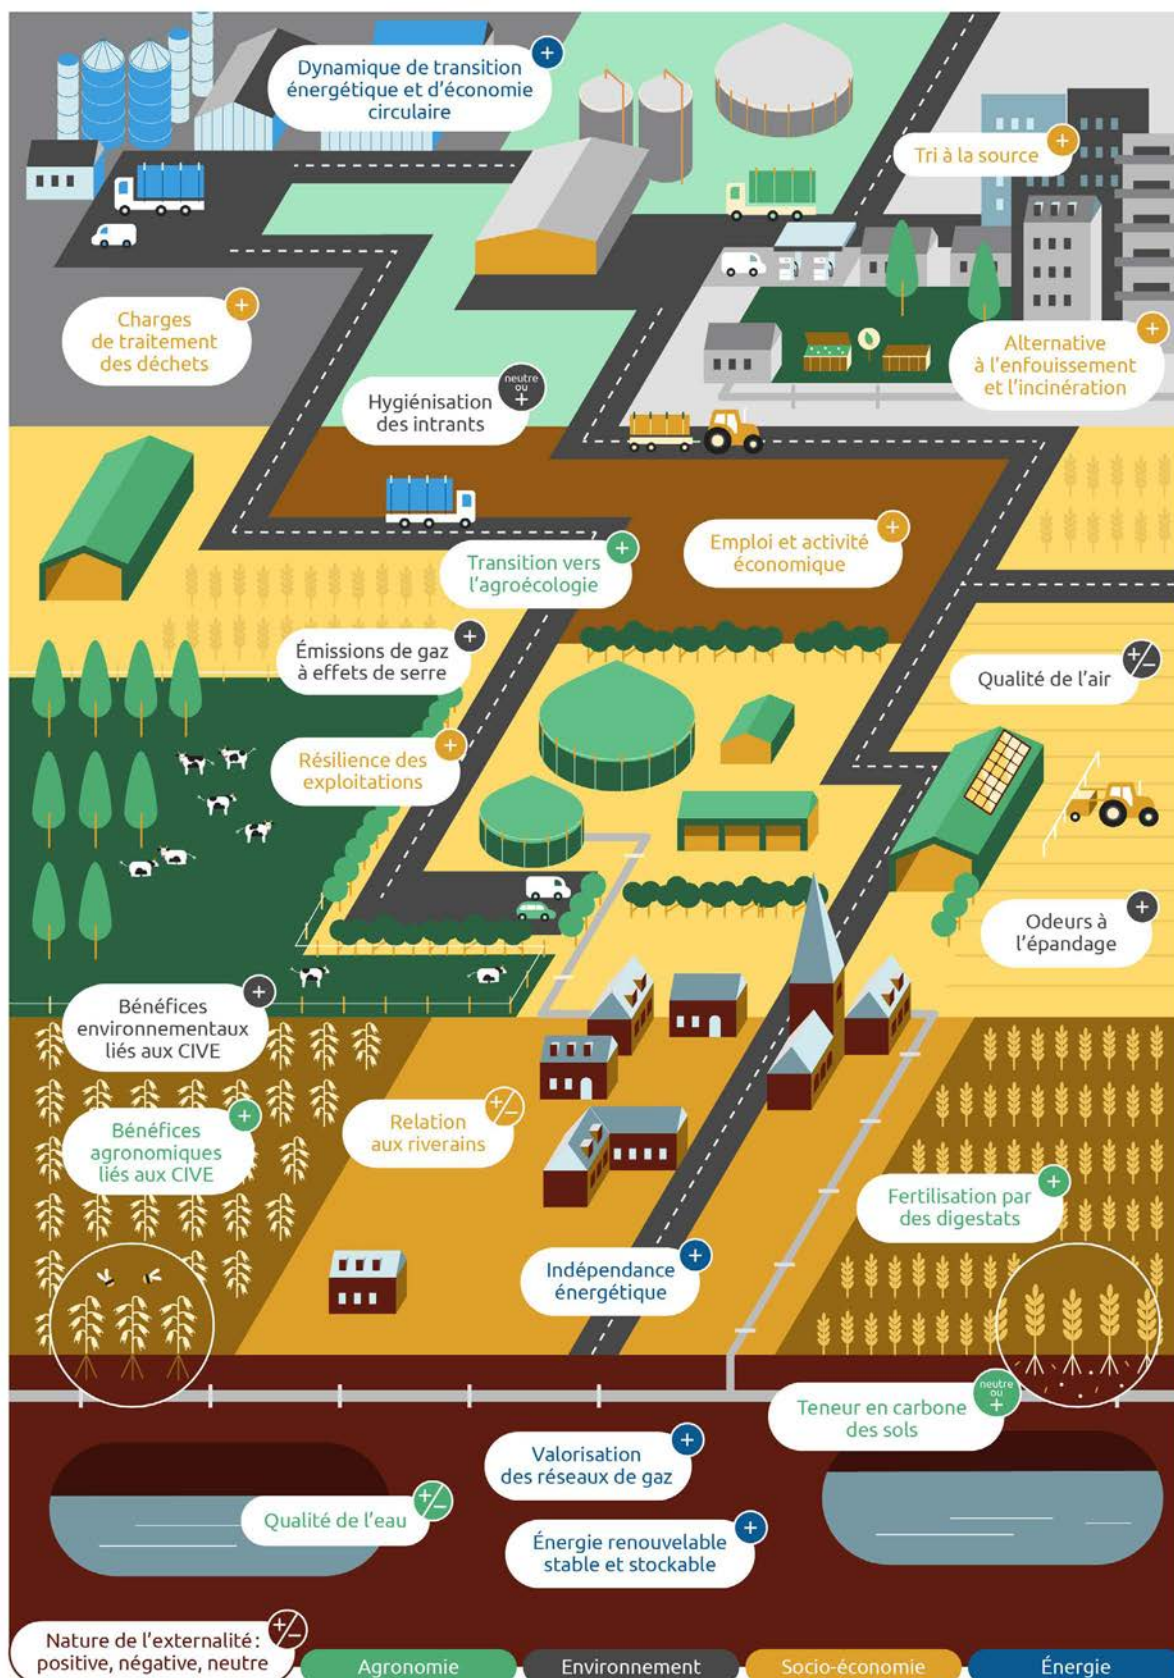 Dynamique de transition
énergétique et d'économie
circulaire
+
Tri à la source
+
Charges
de traitement
des déchets
+
Alternative
à l'enfouissement
et l'incinération
+
Hygiénisation
des intrants
neutre
ou
+
Transition vers
l'agroécologie
+
Emploi et activité
économique
+
Émissions de gaz
à effets de serre
+
Qualité de l'air
+/−
Résilience des
exploitations
+
Odeurs à
l'épandage
+
Bénéfices
environnementaux
liés aux CIVE
+
Bénéfices
agronomiques
liés aux CIVE
+
Relation
aux riverains
+/−
Fertilisation par
des digestats
+
Indépendance
énergétique
+
Teneur en carbone
des sols
neutre
ou
+
Valorisation
des réseaux de gaz
+
Qualité de l'eau
+/−
Énergie renouvelable
stable et stockable
+
Nature de l'externalité :
positive, négative, neutre
+/−
Agronomie
Environnement
Socio-économie
Énergie